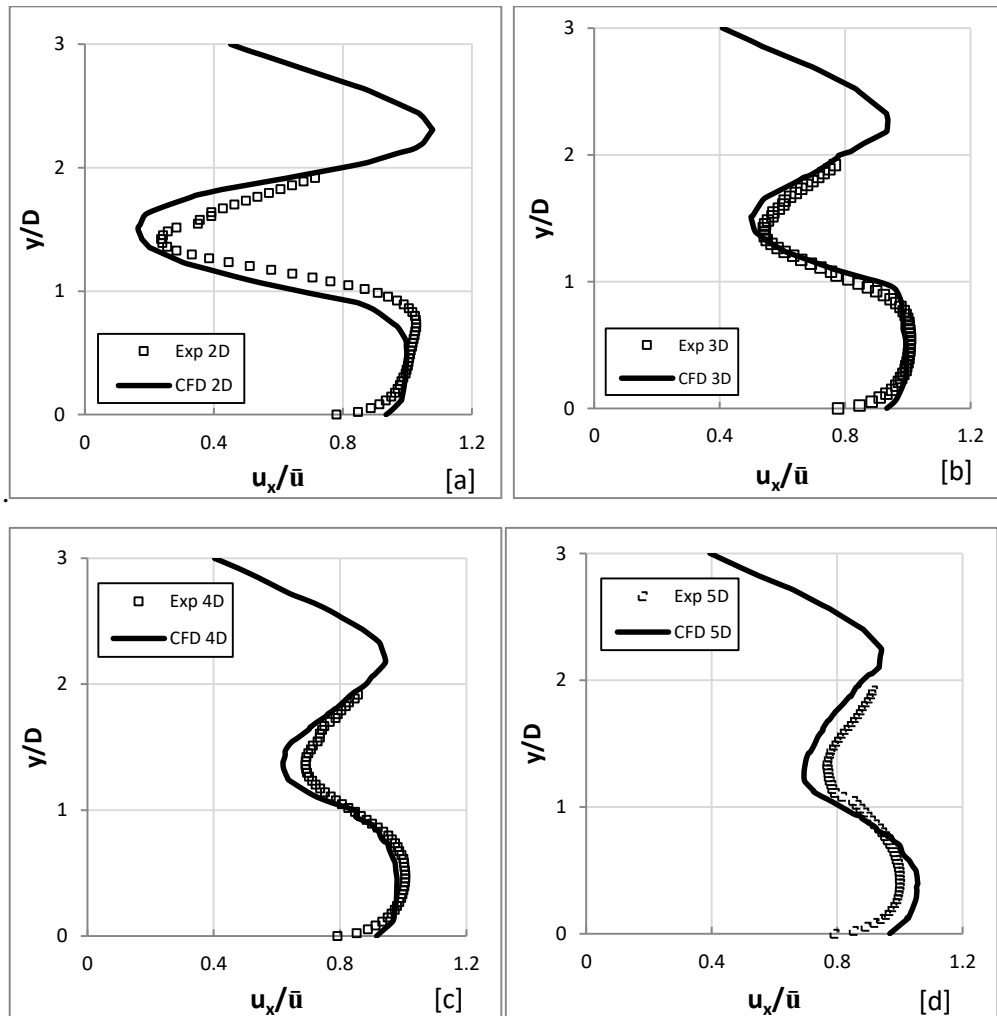 3
2
y/D
1
0
Exp 2D
CFD 2D
0 0.4 0.8 1.2
uₓ/ū
[a]
3
2
y/D
1
0
Exp 3D
CFD 3D
0 0.4 0.8 1.2
uₓ/ū
[b]
.
3
2
y/D
1
0
Exp 4D
CFD 4D
0 0.4 0.8 1.2
uₓ/ū
[c]
3
2
y/D
1
0
Exp 5D
CFD 5D
0 0.4 0.8 1.2
uₓ/ū
[d]